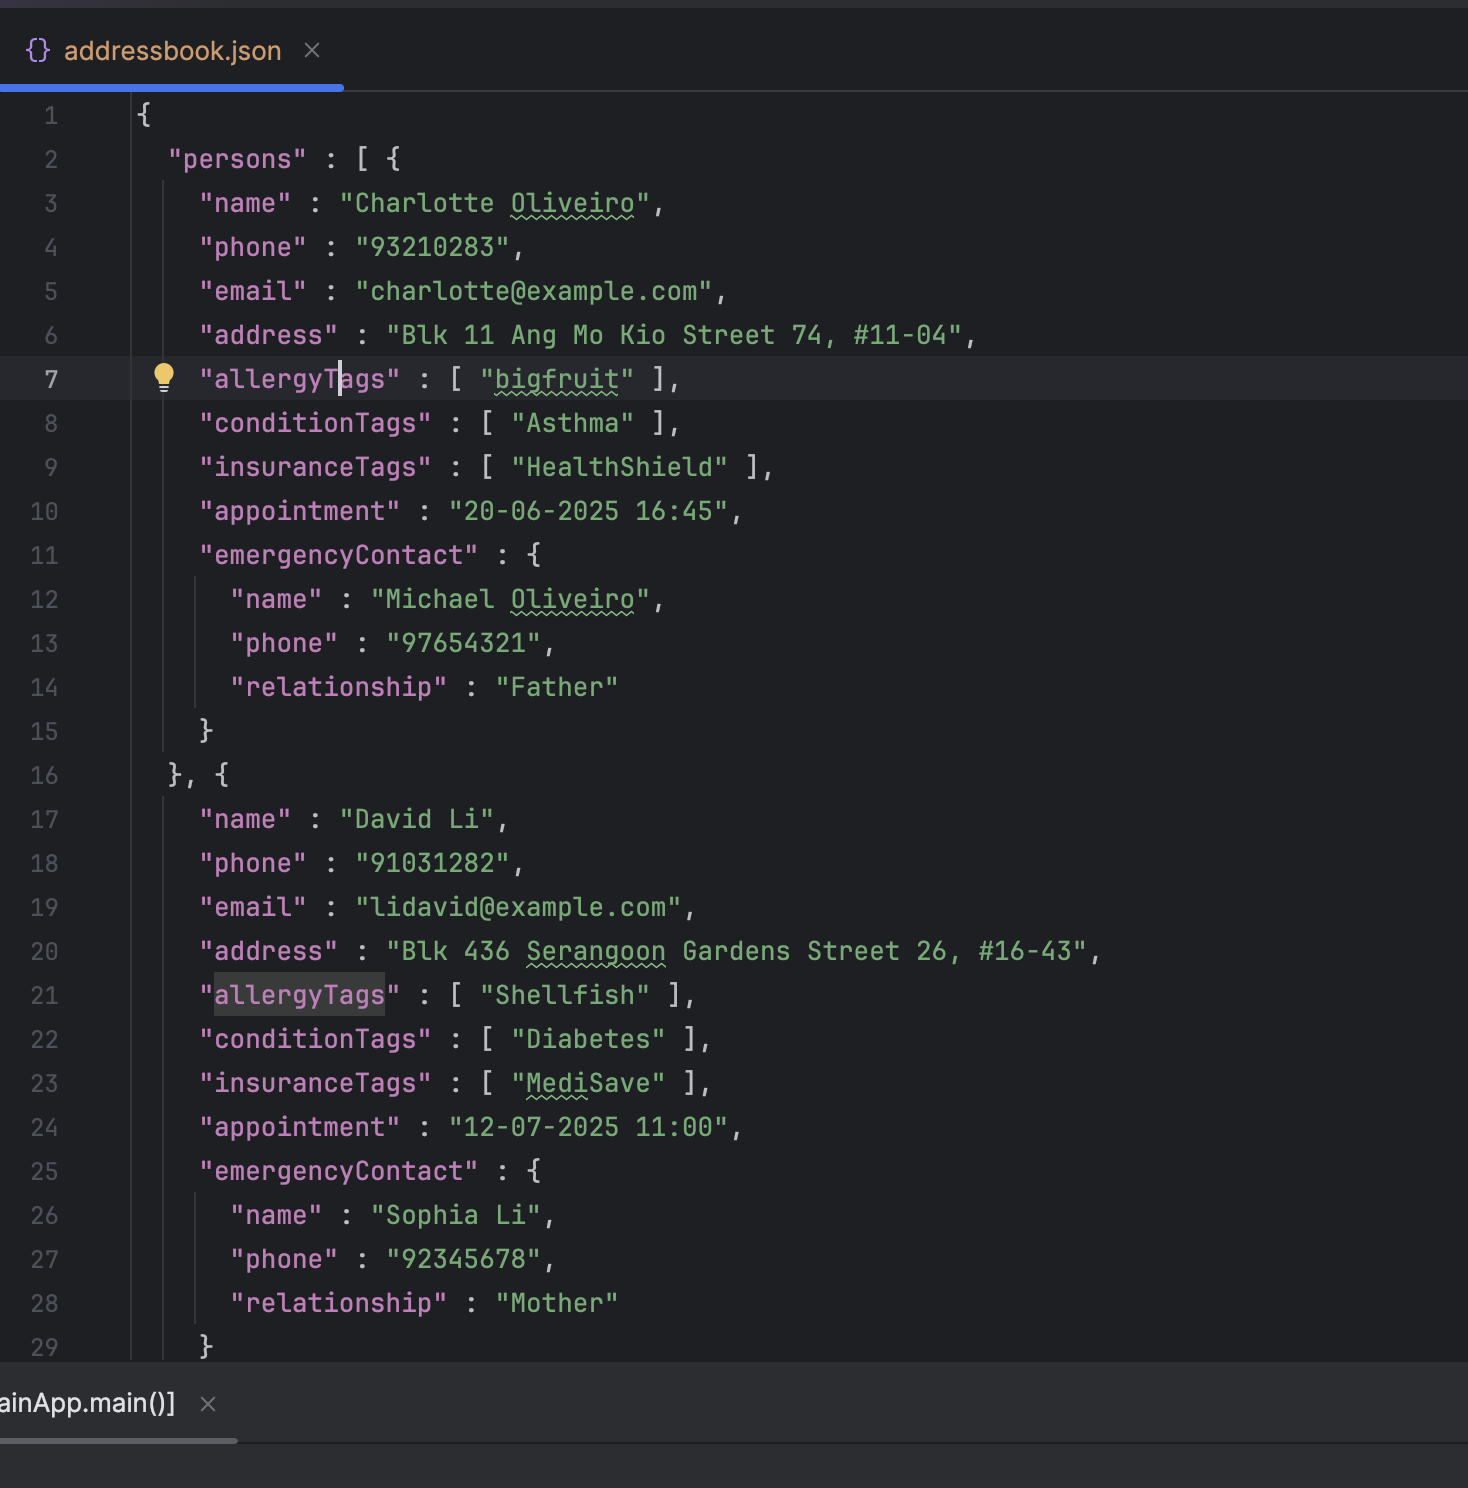 {} addressbook.json ×
1 {
2 "persons" : [ {
3 "name" : "Charlotte Oliveiro",
4 "phone" : "93210283",
5 "email" : "charlotte@example.com",
6 "address" : "Blk 11 Ang Mo Kio Street 74, #11-04",
7 "allergyTags" : [ "bigfruit" ],
8 "conditionTags" : [ "Asthma" ],
9 "insuranceTags" : [ "HealthShield" ],
10 "appointment" : "20-06-2025 16:45",
11 "emergencyContact" : {
12 "name" : "Michael Oliveiro",
13 "phone" : "97654321",
14 "relationship" : "Father"
15 }
16 }, {
17 "name" : "David Li",
18 "phone" : "91031282",
19 "email" : "lidavid@example.com",
20 "address" : "Blk 436 Serangoon Gardens Street 26, #16-43",
21 "allergyTags" : [ "Shellfish" ],
22 "conditionTags" : [ "Diabetes" ],
23 "insuranceTags" : [ "MediSave" ],
24 "appointment" : "12-07-2025 11:00",
25 "emergencyContact" : {
26 "name" : "Sophia Li",
27 "phone" : "92345678",
28 "relationship" : "Mother"
29 }
ainApp.main()] ×